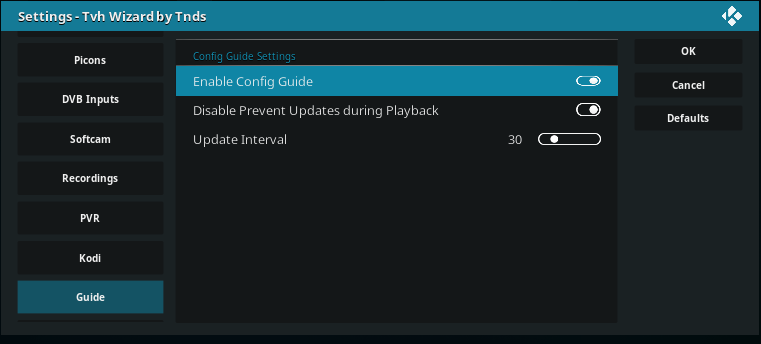 Settings - Tvh Wizard by Tnds
Picons
DVB Inputs
Softcam
Recordings
PVR
Kodi
Guide
Config Guide Settings
Enable Config Guide
Disable Prevent Updates during Playback
Update Interval 30
OK
Cancel
Defaults